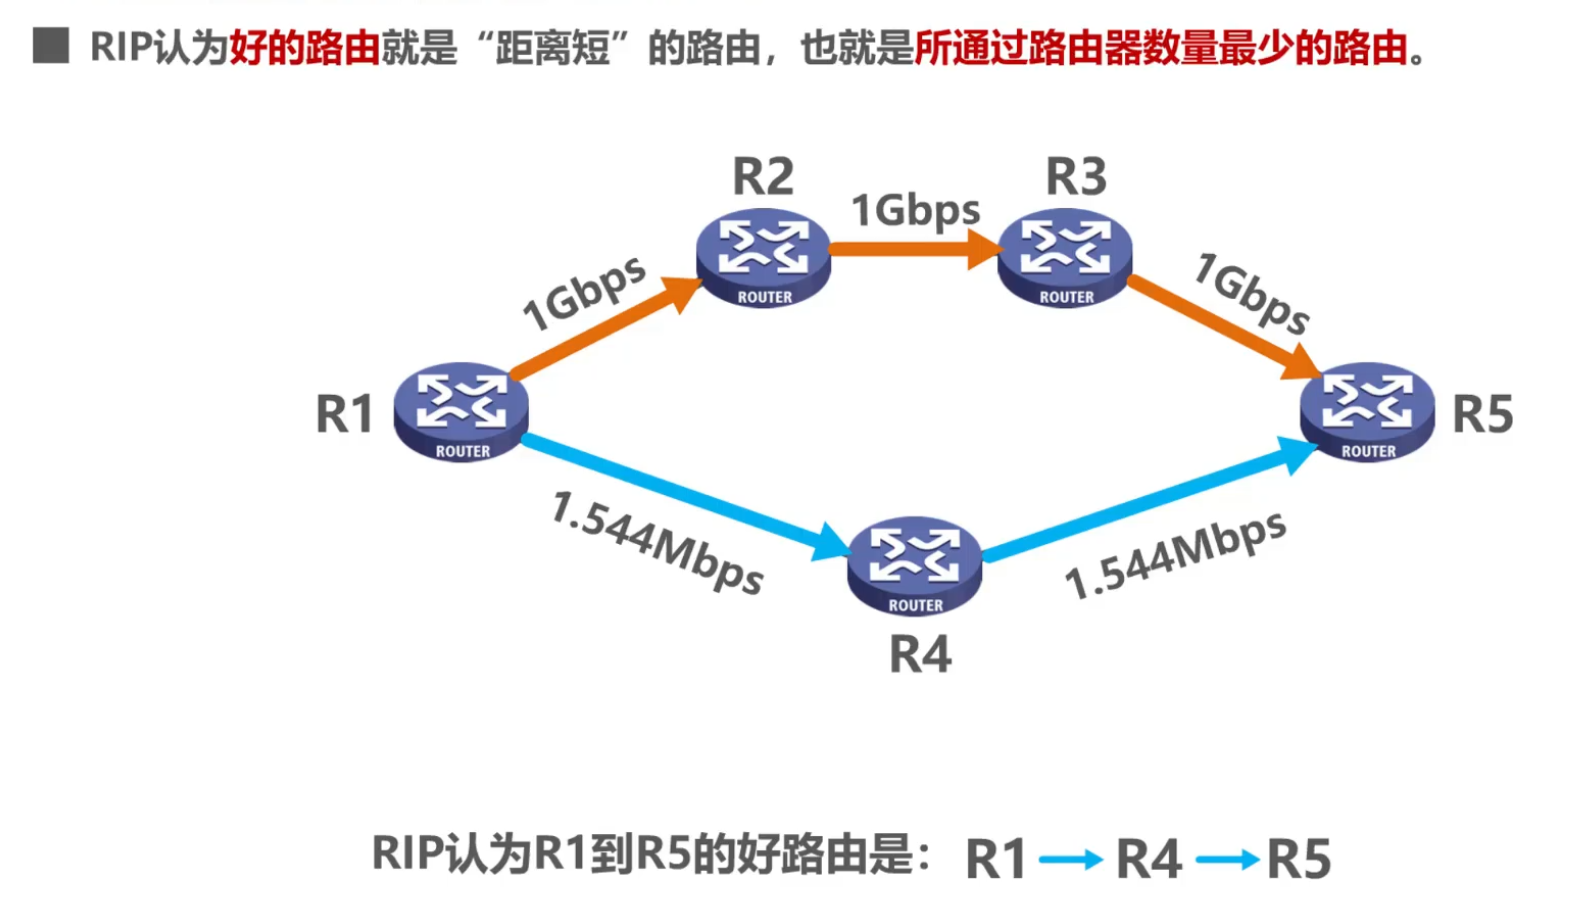 RIP认为好的路由就是“距离短”的路由，也就是所通过路由器数量最少的路由。
R2
R3
1Gbps
1Gbps
1Gbps
ROUTER
ROUTER
R1
ROUTER
R5
ROUTER
1.544Mbps
1.544Mbps
ROUTER
R4
RIP认为R1到R5的好路由是： R1 → R4 → R5